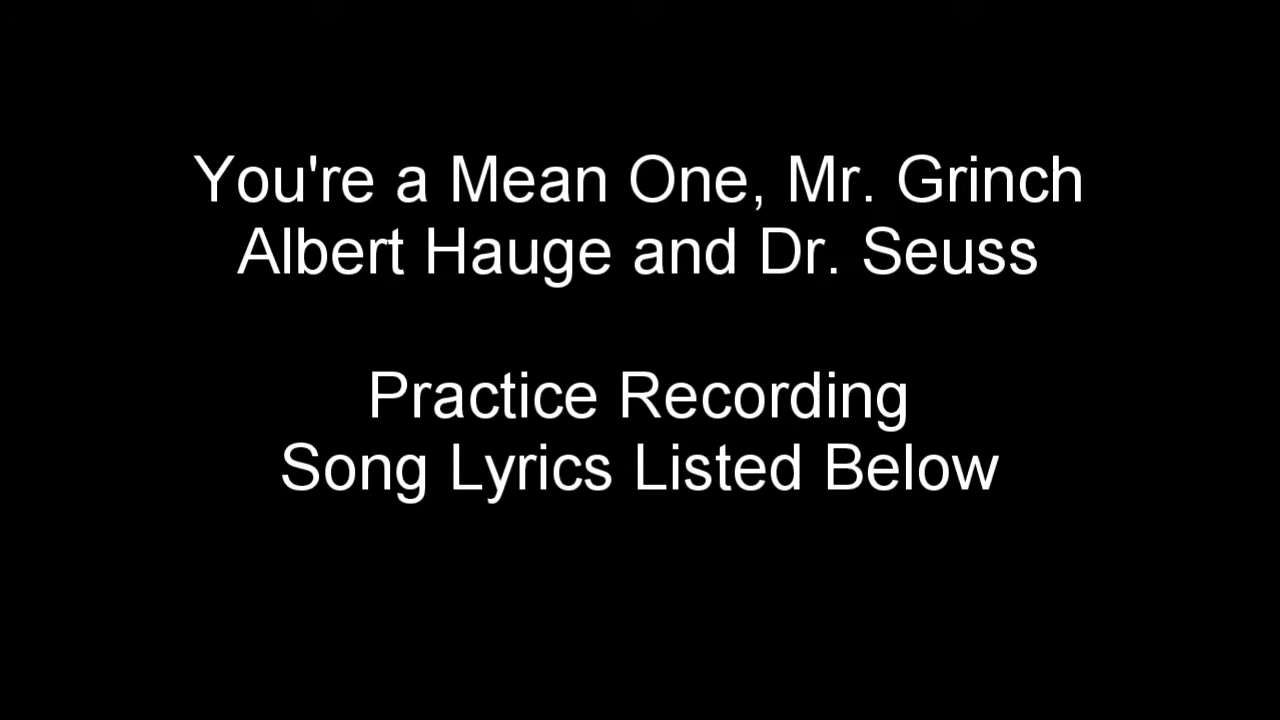 You're a Mean One, Mr. Grinch
Albert Hauge and Dr. Seuss
Practice Recording
Song Lyrics Listed Below